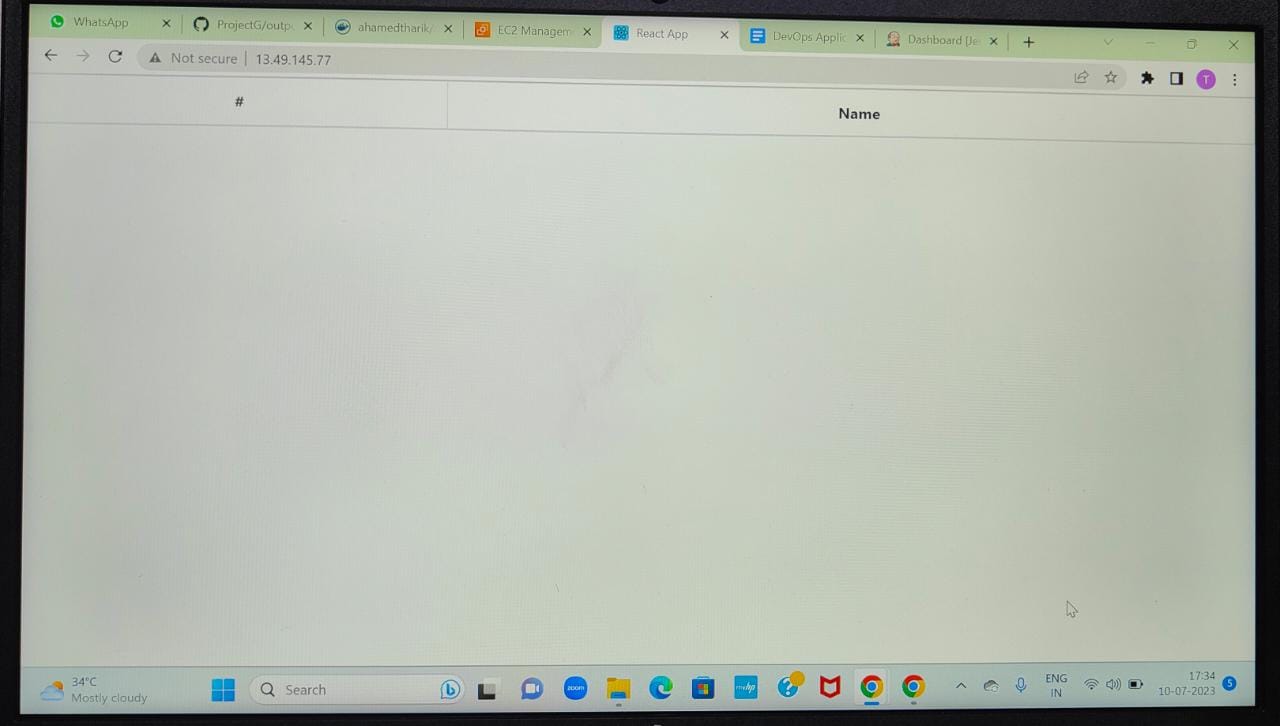 WhatsApp
ProjectG/outp
ahamedtharik/
EC2 Managem
React App
DevOps Applic
Dashboard [Je
Not secure
13.49.145.77
T
#
Name
34°C
Mostly cloudy
Search
zoom
ENG
IN
17:34
10-07-2023
5